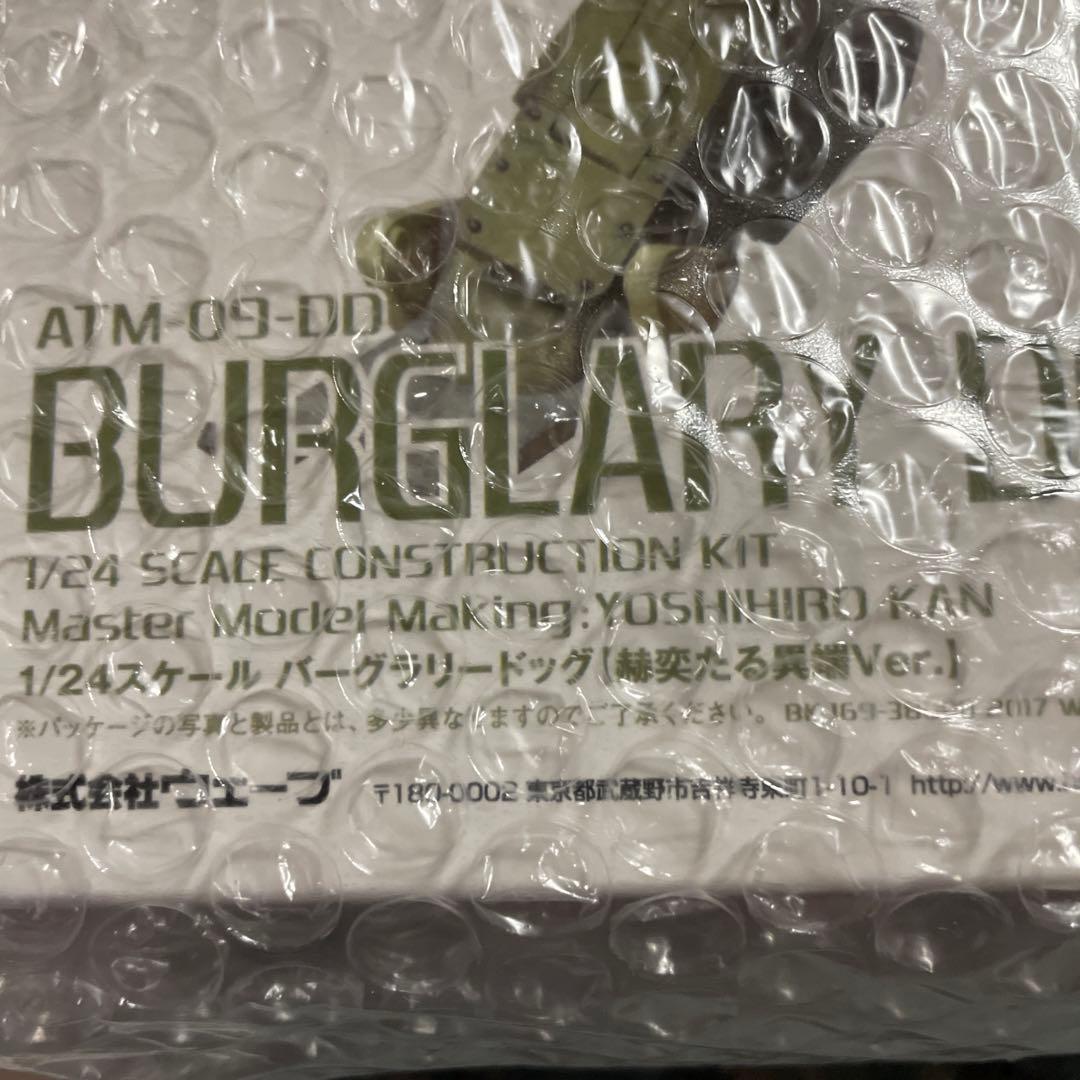 ATM-09-DD
BURGLARY
1/24 SCALE CONSTRUCTION KIT
Master Model Making:YOSHIHIRO KAN
1/24スケール バーグラリードッグ【赫奕たる異端Ver.】
※パッケージの写真と製品とは、多少異なりますのでご了承ください。 2017 W
株式会社ウェーブ 〒180-0002 東京都武蔵野市吉祥寺東町1-10-1 http://www.